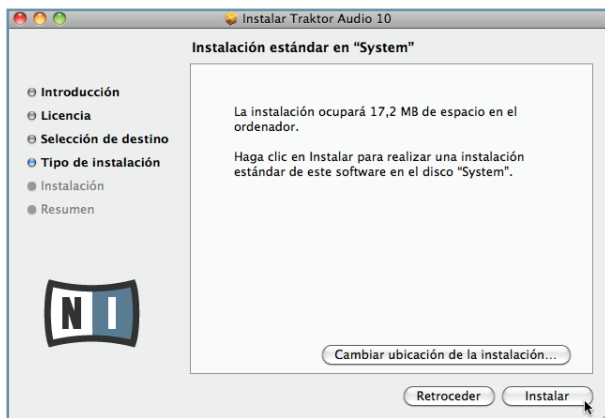 Instalar Traktor Audio 10
Instalación estándar en “System”
Introducción
Licencia
Selección de destino
Tipo de instalación
Instalación
Resumen
La instalación ocupará 17,2 MB de espacio en el
ordenador.
Haga clic en Instalar para realizar una instalación
estándar de este software en el disco “System”.
NI
Cambiar ubicación de la instalación...
Retroceder
Instalar